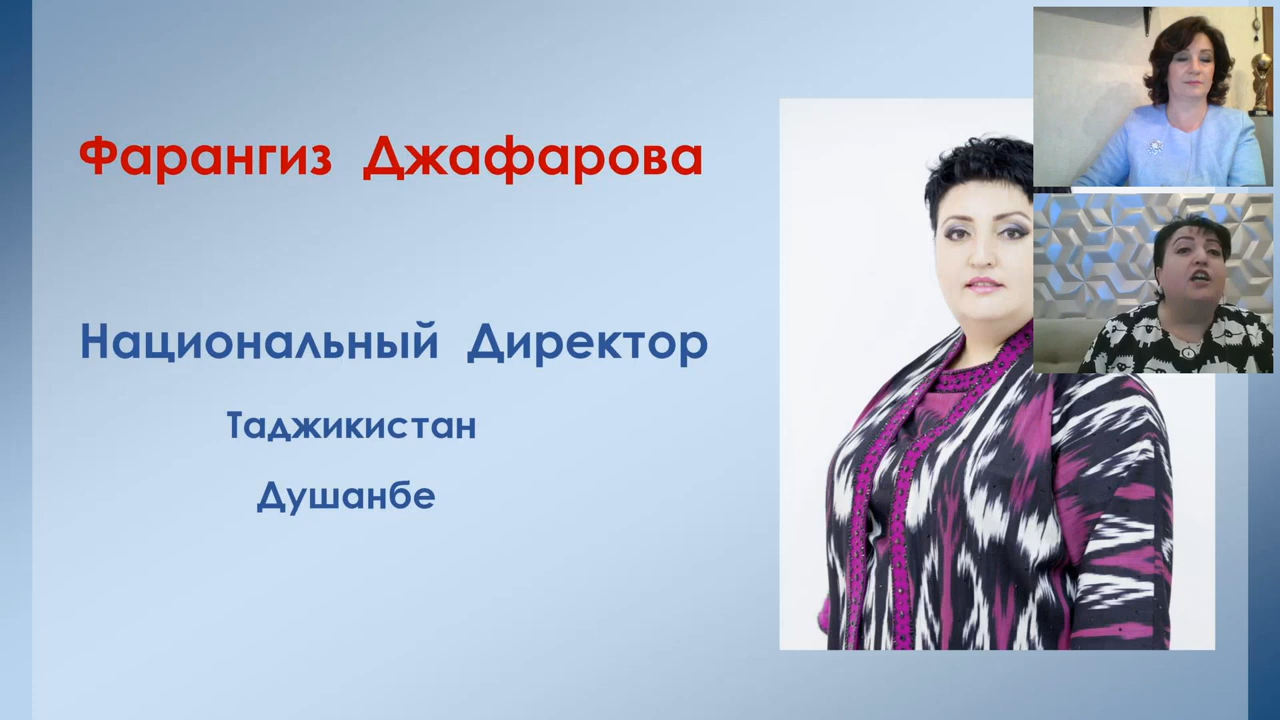 Фарангиз Джафарова
Национальный Директор
Таджикистан
Душанбе